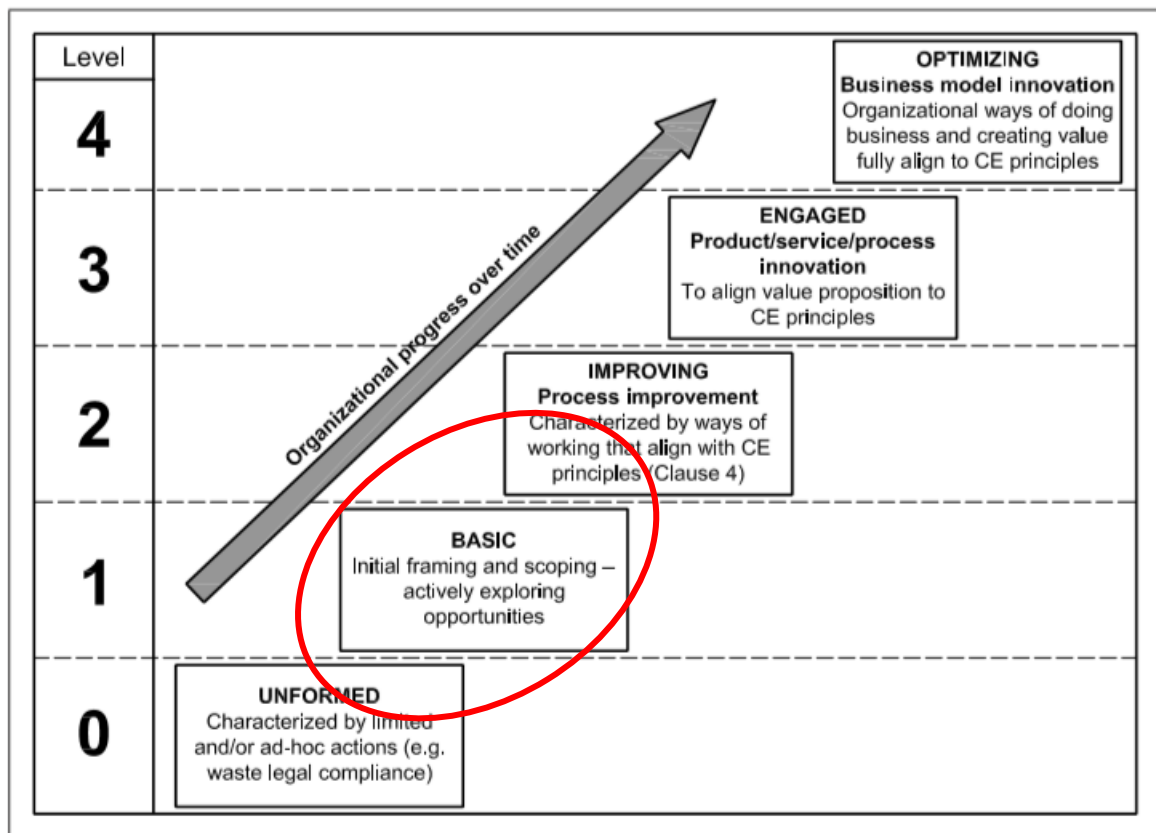 Level
4
OPTIMIZING
Business model innovation
Organizational ways of doing
business and creating value
fully align to CE principles
3
ENGAGED
Product/service/process
innovation
To align value proposition to
CE principles
Organizational progress over time
2
IMPROVING
Process improvement
Characterized by ways of
working that align with CE
principles (Clause 4)
1
BASIC
Initial framing and scoping –
actively exploring
opportunities
0
UNFORMED
Characterized by limited
and/or ad-hoc actions (e.g.
waste legal compliance)